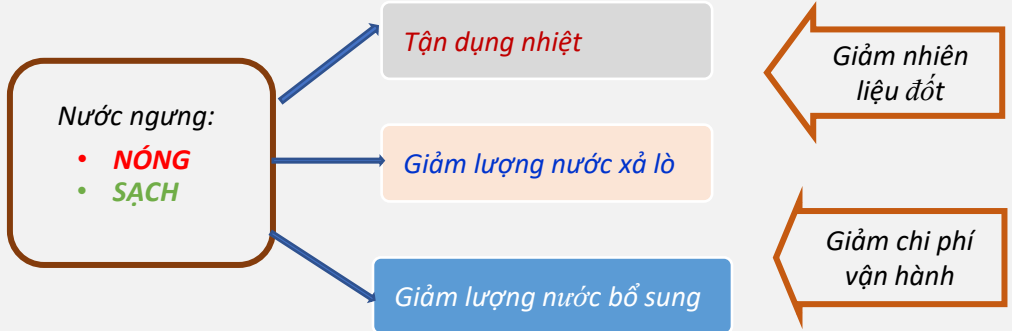 Nước ngưng:
• NÓNG
• SẠCH
Tận dụng nhiệt
Giảm lượng nước xả lò
Giảm lượng nước bổ sung
Giảm nhiên
liệu đốt
Giảm chi phí
vận hành